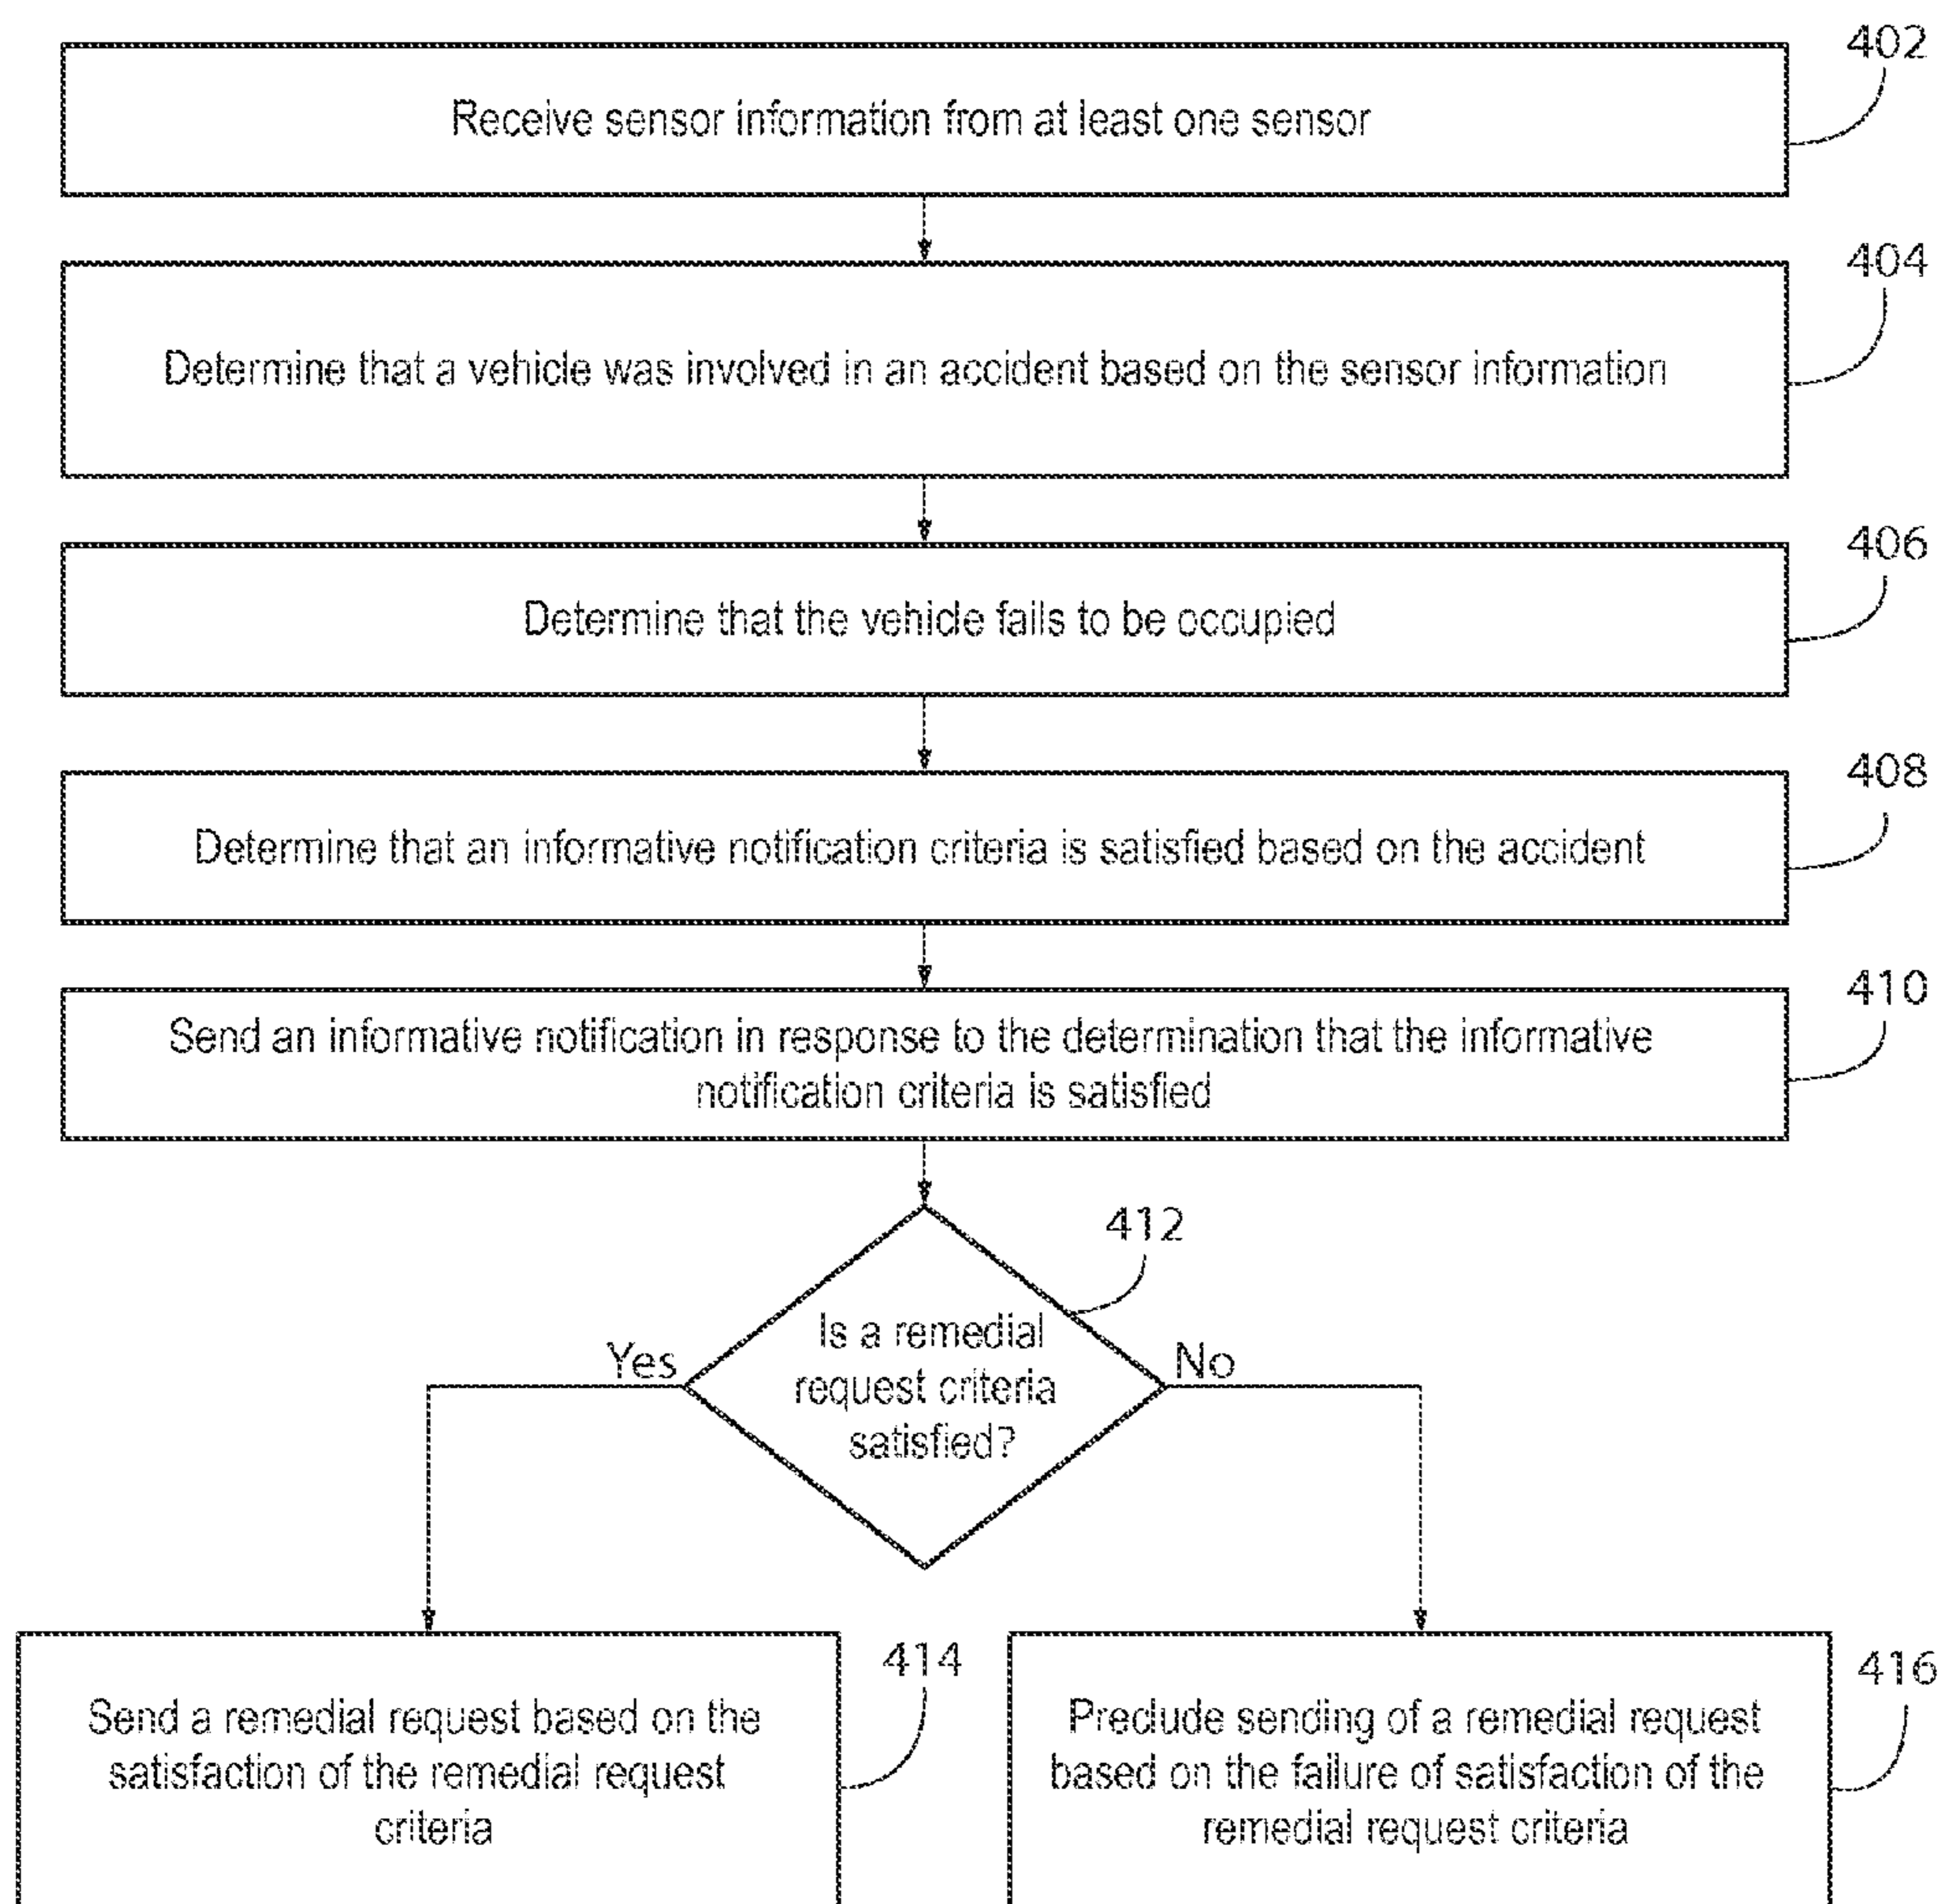 402
Receive sensor information from at least one sensor
404
Determine that a vehicle was involved in an accident based on the sensor information
406
Determine that the vehicle fails to be occupied
408
Determine that an informative notification criteria is satisfied based on the accident
410
Send an informative notification in response to the determination that the informative
notification criteria is satisfied
412
Is a remedial
request criteria
satisfied?
Yes
No
414
Send a remedial request based on the
satisfaction of the remedial request
criteria
416
Preclude sending of a remedial request
based on the failure of satisfaction of the
remedial request criteria